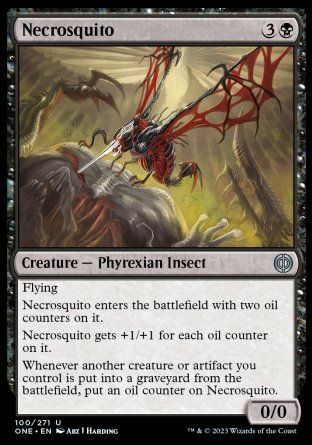 Necrosquito 3
Creature — Phyrexian Insect
Flying
Necrosquito enters the battlefield with two oil
counters on it.
Necrosquito gets +1/+1 for each oil counter
on it.
Whenever another creature or artifact you
control is put into a graveyard from the
battlefield, put an oil counter on Necrosquito.
0/0
100/271 U
ONE • EN Abz J Harding ™ & © 2023 Wizards of the Coast